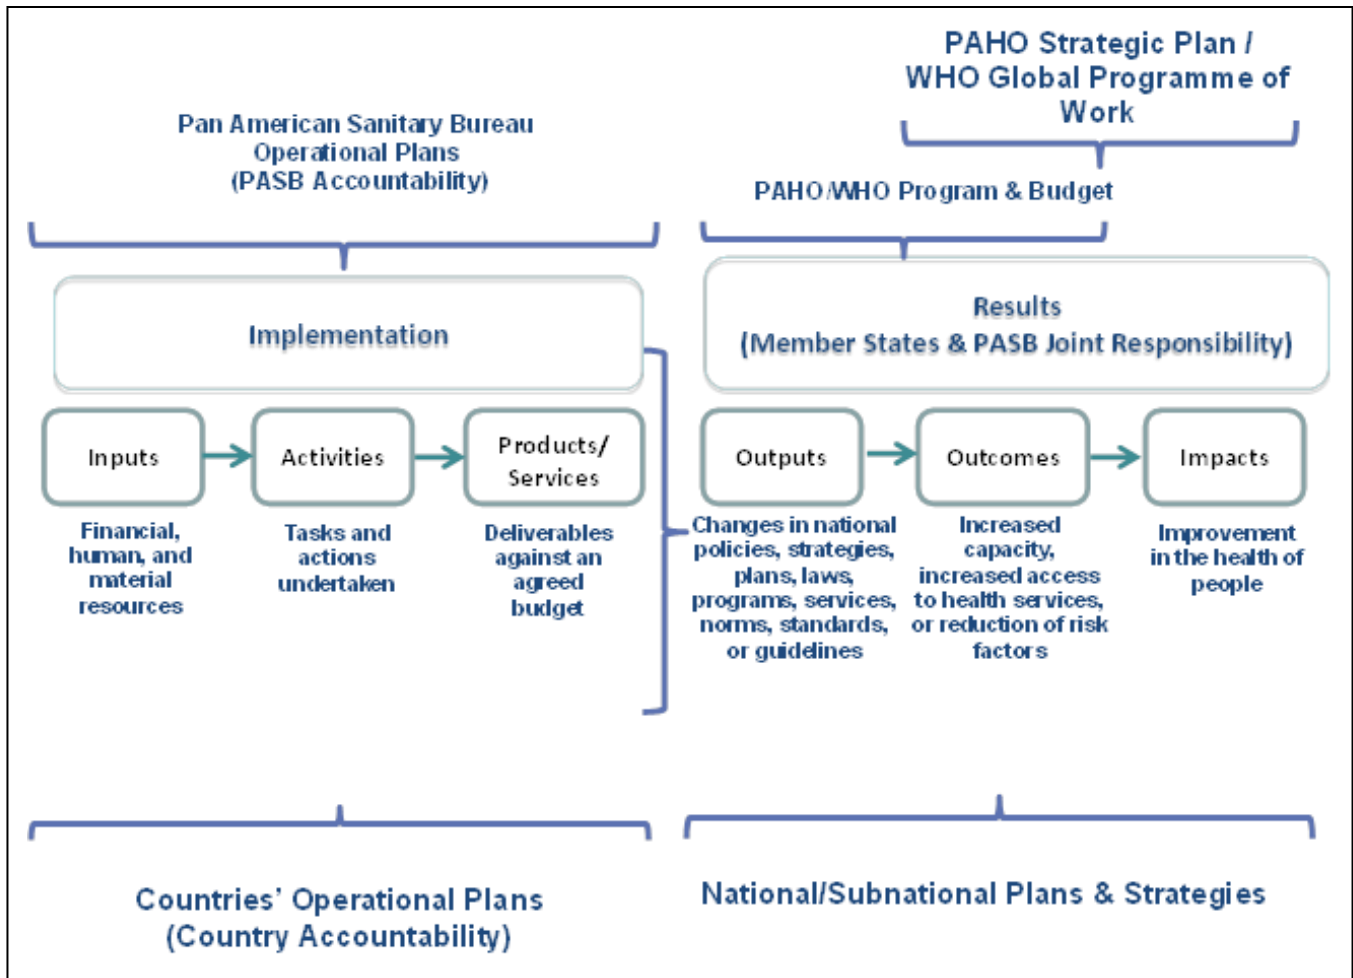 PAHO Strategic Plan /
WHO Global Programme of
Work
Pan American Sanitary Bureau
Operational Plans
(PASB Accountability)
PAHO/WHO Program & Budget
Implementation
Results
(Member States & PASB Joint Responsibility)
Inputs
Activities
Products/
Services
Outputs
Outcomes
Impacts
Financial,
human, and
material
resources
Tasks and
actions
undertaken
Deliverables
against an
agreed
budget
Changes in national
policies, strategies,
plans, laws,
programs, services,
norms, standards,
or guidelines
Increased
capacity,
increased access
to health services,
or reduction of risk
factors
Improvement
in the health of
people
Countries’ Operational Plans
(Country Accountability)
National/Subnational Plans & Strategies